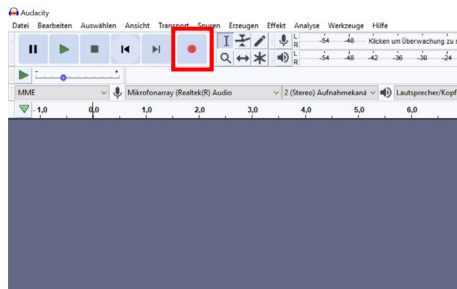 Audacity
Datei Bearbeiten Auswählen Ansicht Transport Spuren Erzeugen Effekt Analyse Werkzeuge Hilfe
L
R
-54 -48 Klicken um Überwachung zu
L
R
-54 -48 -42 -36 -30 -24
- +
MME Mikrofonarray (Realtek(R) Audio 2 (Stereo) Aufnahmekanä Lautsprecher/Kopf
-1,0 0,0 1,0 2,0 3,0 4,0 5,0 6,0